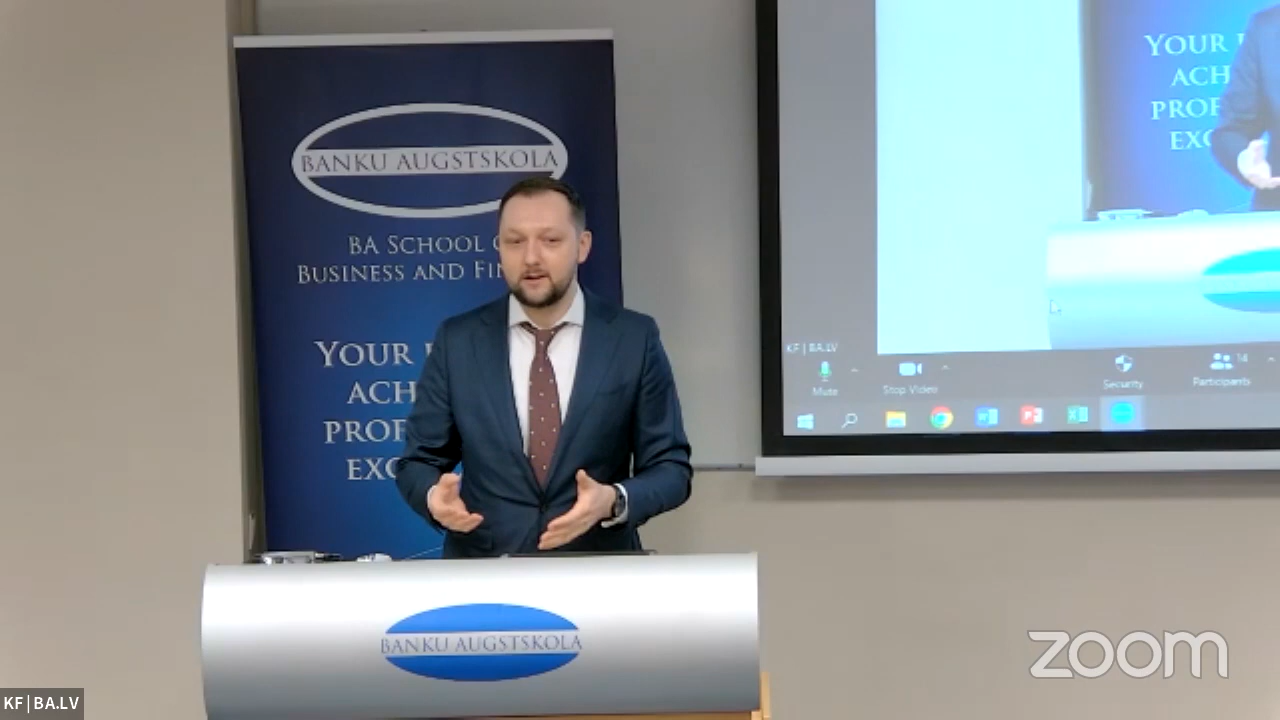 BANKU AUGSTSKOLA
BA SCHOOL
BUSINESS AND FIN
YOUR
ACH
PROF
EXC
BANKU AUGSTSKOLA
YOUR
ACH
PROF
EXC
KF | BA.LV
Mute
Stop Video
Security
14
Participants
zoom
KF | BA.LV